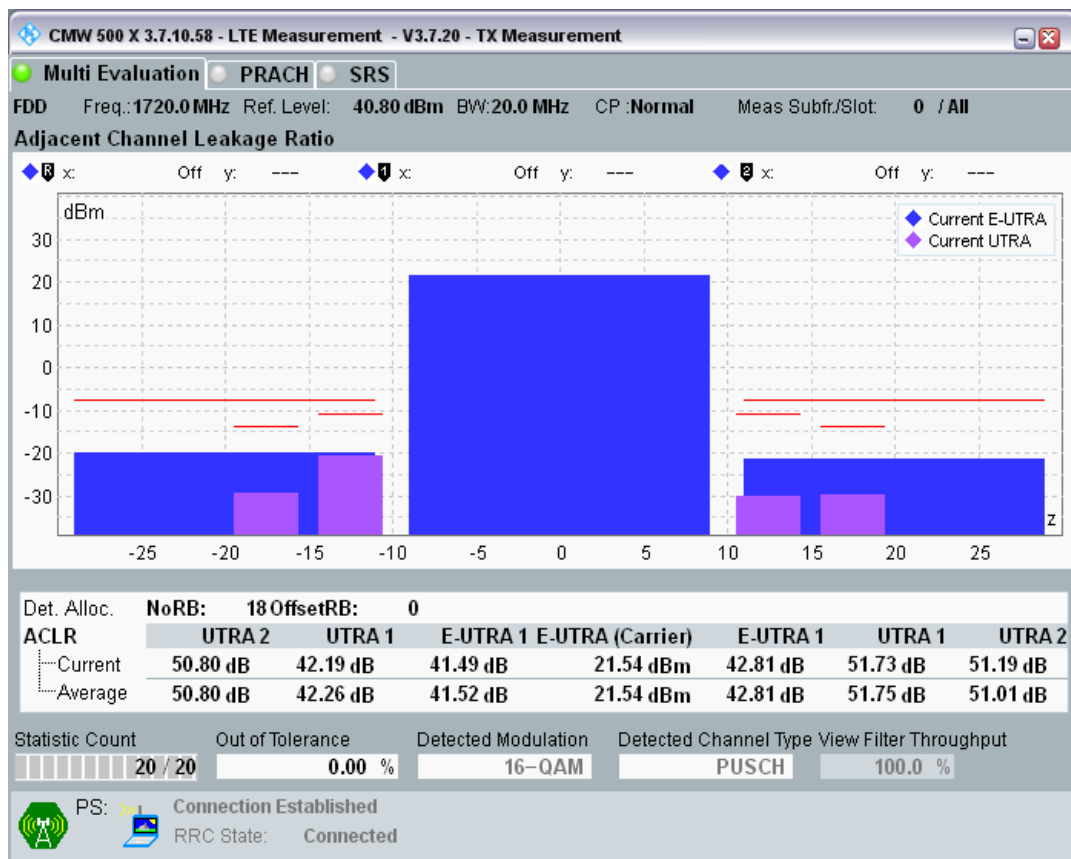 CMW 500 X 3.7.10.58 - LTE Measurement - V3.7.20 - TX Measurement
Multi Evaluation PRACH SRS
FDD Freq.:1720.0 MHz Ref. Level: 40.80 dBm BW:20.0 MHz CP :Normal Meas Subfr./Slot: 0 / All
Adjacent Channel Leakage Ratio
R x: Off y: --- 1 x: Off y: --- 2 x: Off y: ---
dBm
Current E-UTRA
Current UTRA
30
20
10
0
-10
-20
-30
z
-25 -20 -15 -10 -5 0 5 10 15 20 25
Det. Alloc. NoRB: 18 OffsetRB: 0
ACLR UTRA 2 UTRA 1 E-UTRA 1 E-UTRA (Carrier) E-UTRA 1 UTRA 1 UTRA 2
Current 50.80 dB 42.19 dB 41.49 dB 21.54 dBm 42.81 dB 51.73 dB 51.19 dB
Average 50.80 dB 42.26 dB 41.52 dB 21.54 dBm 42.81 dB 51.75 dB 51.01 dB
Statistic Count Out of Tolerance Detected Modulation Detected Channel Type View Filter Throughput
20 / 20 0.00 % 16-QAM PUSCH 100.0 %
PS: Connection Established
RRC State: Connected